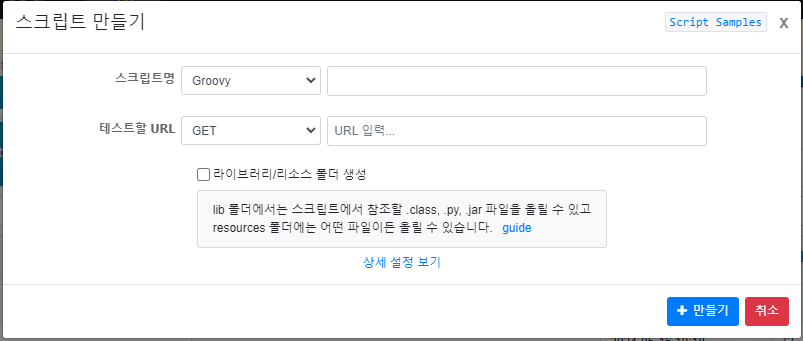 스크립트 만들기
Script Samples
X
스크립트명
Groovy
테스트할 URL
GET
URL 입력...
라이브러리/리소스 폴더 생성
lib 폴더에서는 스크립트에서 참조할 .class, .py, .jar 파일을 올릴 수 있고
resources 폴더에는 어떤 파일이든 올릴 수 있습니다. guide
상세 설정 보기
+ 만들기
취소